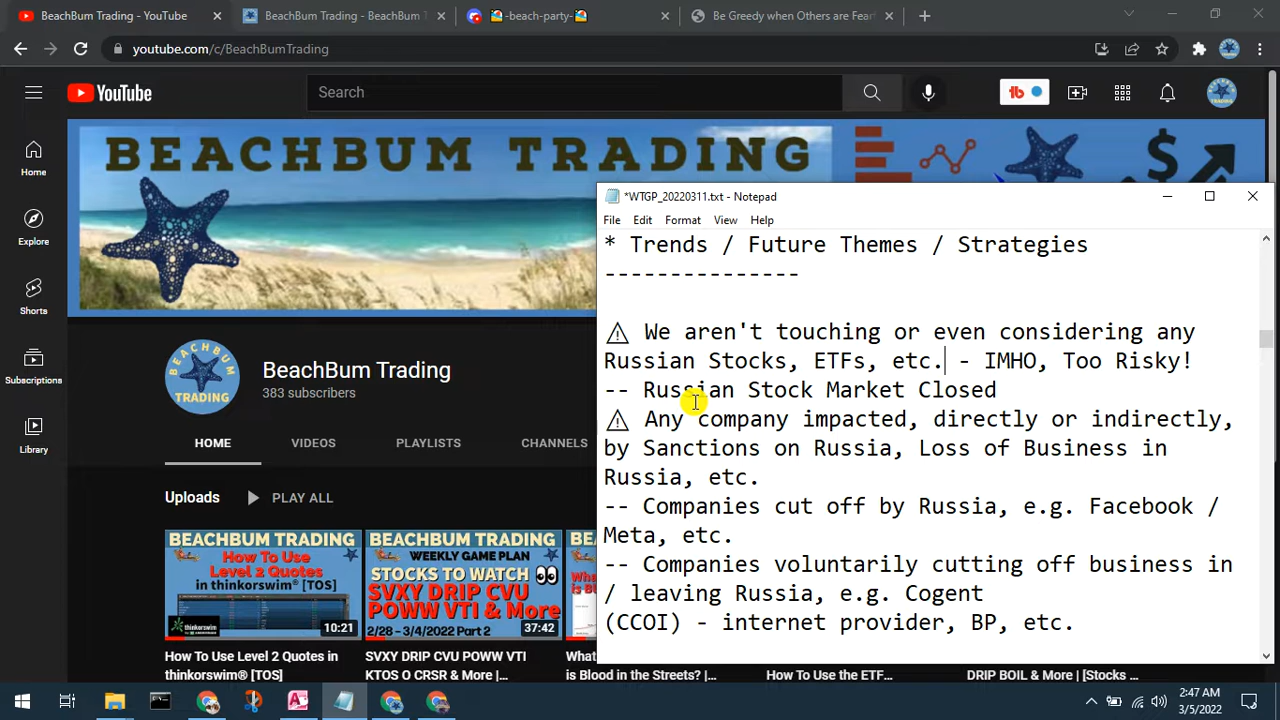 BeachBum Trading - YouTube
BeachBum Trading - BeachBum T
-beach-party-
Be Greedy when Others are Fear
youtube.com/c/BeachBumTrading
YouTube
Search
BEACHBUM TRADING
BEACHBUM
TRADING
BeachBum Trading
383 subscribers
HOME
VIDEOS
PLAYLISTS
CHANNELS
Home
Explore
Shorts
Subscriptions
Library
Uploads
PLAY ALL
BEACHBUM TRADING
How To Use
Level 2 Quotes
in thinkorswim® [TOS]
thinkorswim
10:21
How To Use Level 2 Quotes in
thinkorswim® [TOS]
BEACHBUM TRADING
WEEKLY GAME PLAN
STOCKS TO WATCH
SVXY DRIP CVU
POWW VTI & More
2/28 - 3/4/2022 Part 2
37:42
SVXY DRIP CVU POWW VTI
KTOS O CRSR & More |
What
is Blood in the Streets? |...
How To Use the ETF...
DRIP BOIL & More | [Stocks
*WTGP_20220311.txt - Notepad
File Edit Format View Help
* Trends / Future Themes / Strategies
---------------
⚠ We aren't touching or even considering any
Russian Stocks, ETFs, etc. - IMHO, Too Risky!
-- Russian Stock Market Closed
⚠ Any company impacted, directly or indirectly,
by Sanctions on Russia, Loss of Business in
Russia, etc.
-- Companies cut off by Russia, e.g. Facebook /
Meta, etc.
-- Companies voluntarily cutting off business in
/ leaving Russia, e.g. Cogent
(CCOI) - internet provider, BP, etc.
2:47 AM
3/5/2022